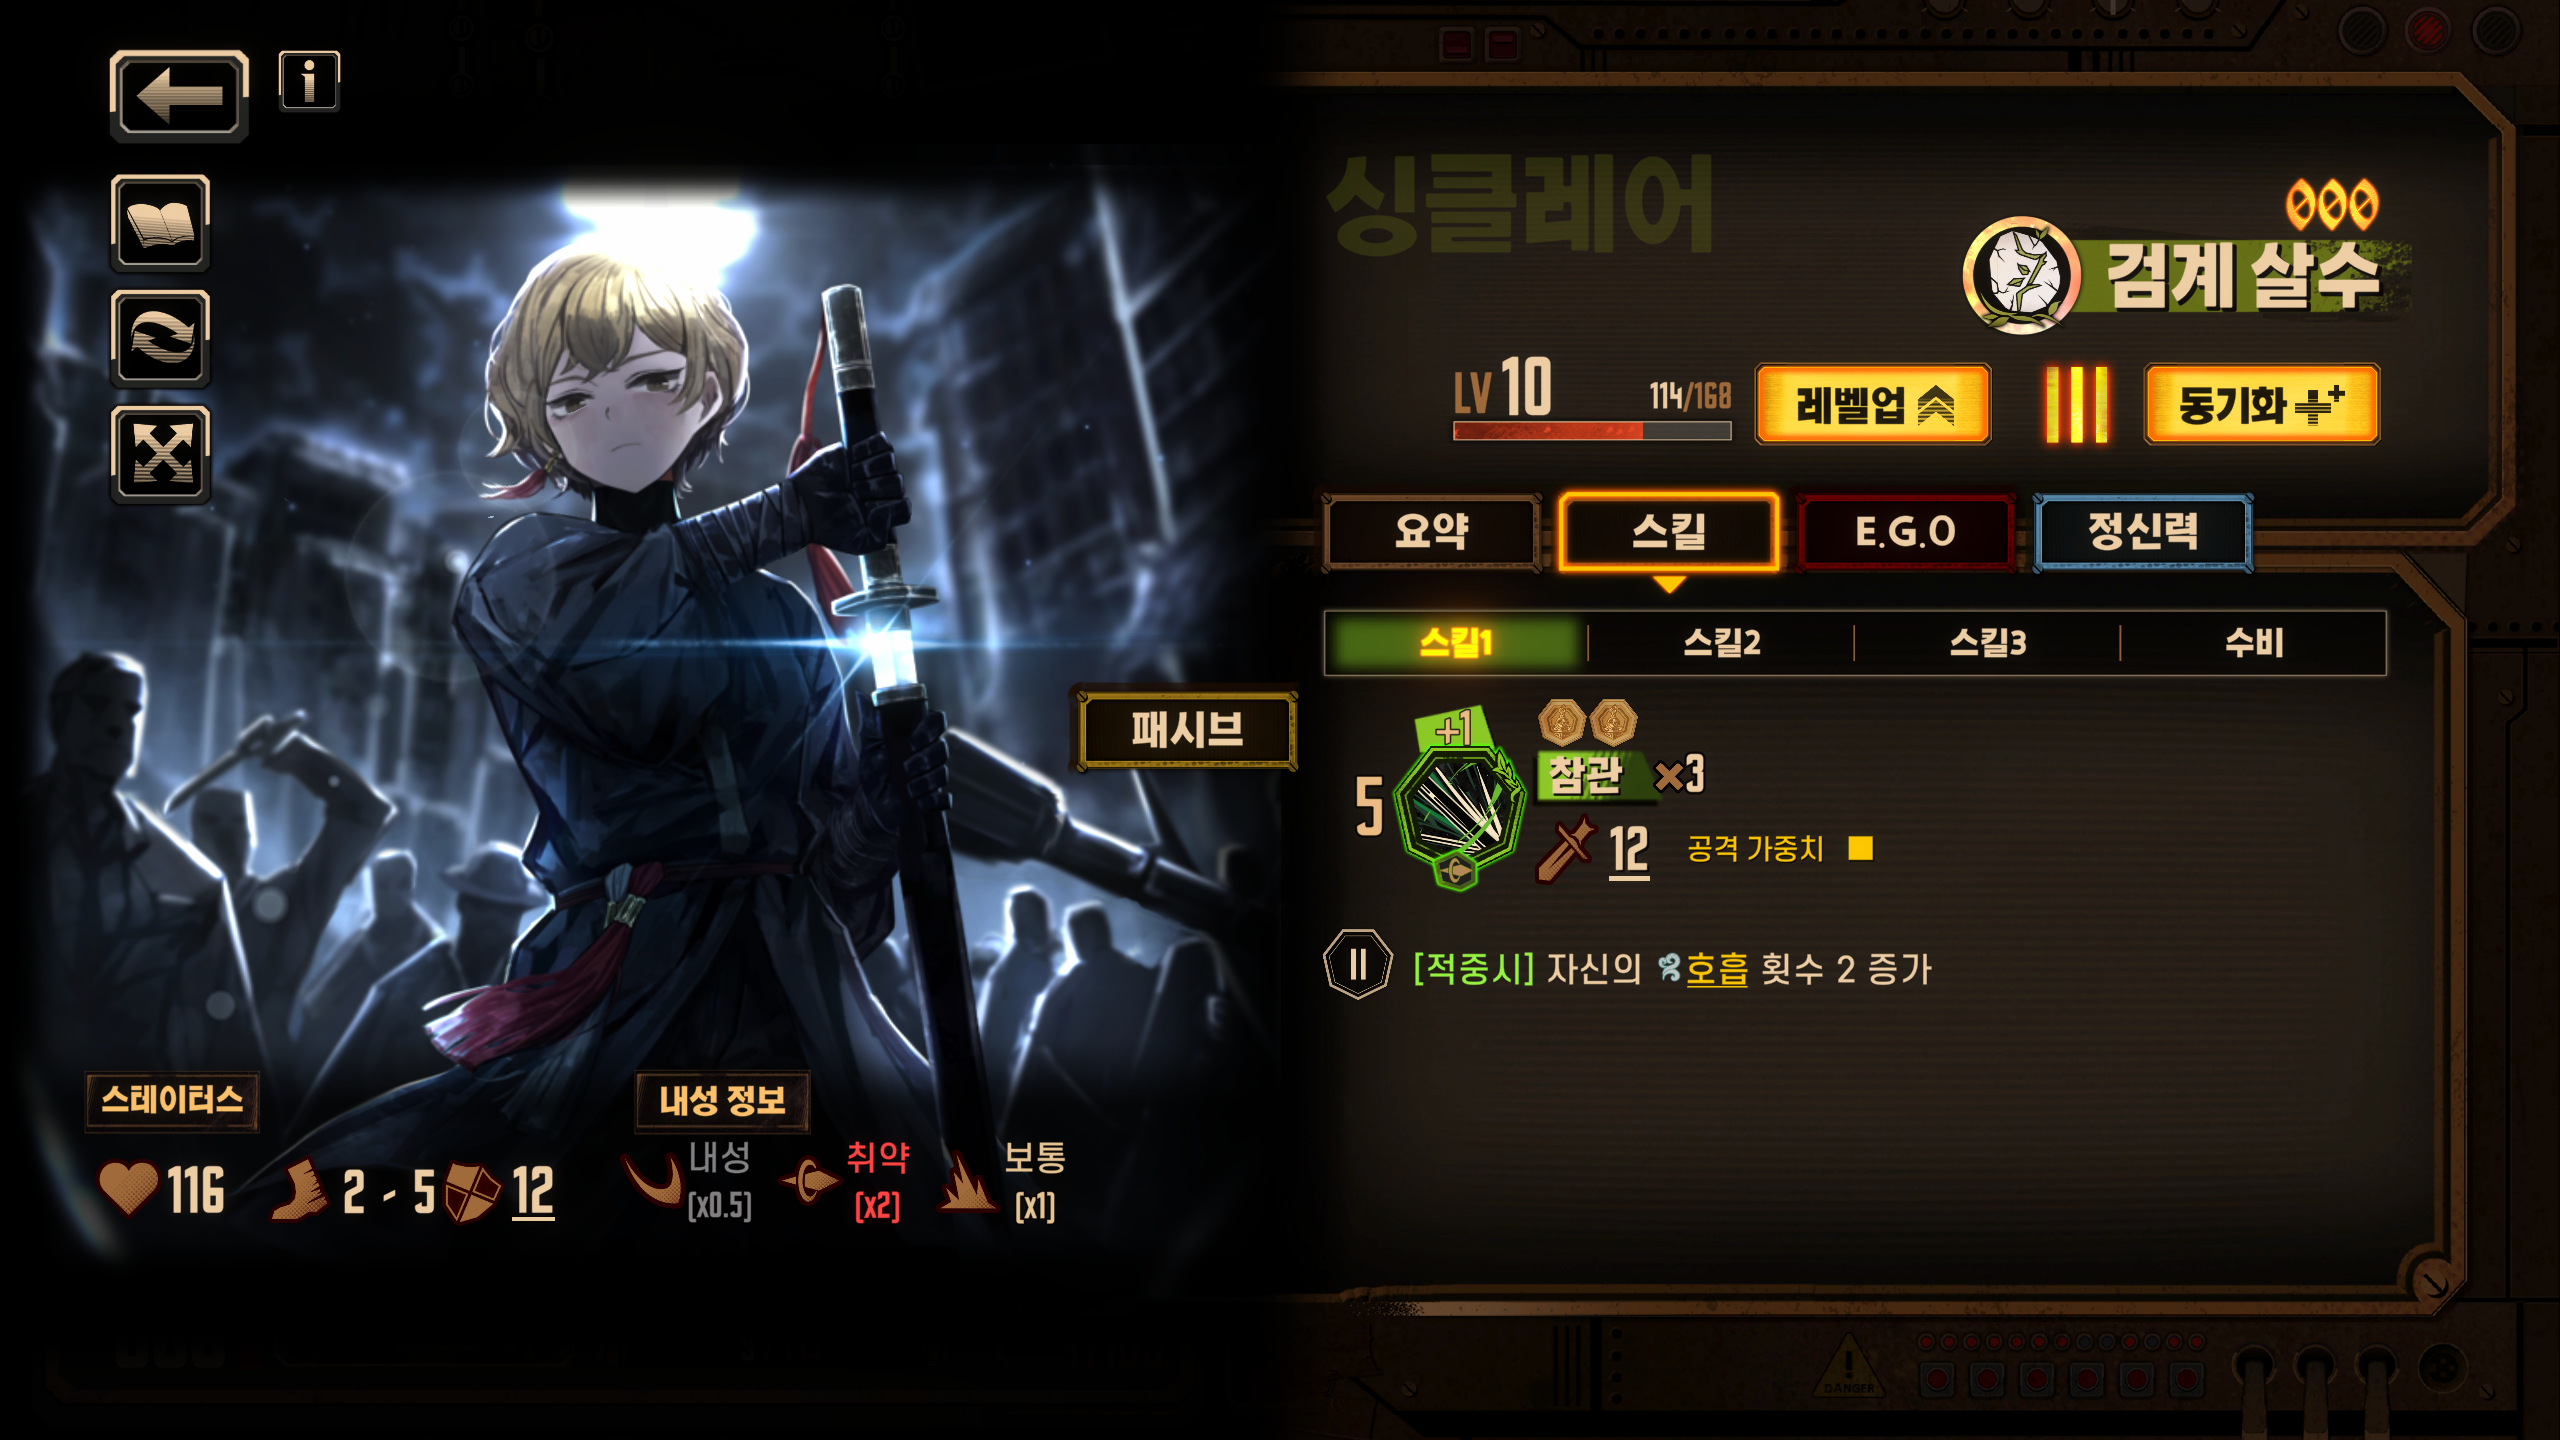 싱클레어
검계 살수
LV 10 114/168
레벨업
동기화
요약 스킬 E.G.O 정신력
스킬1 스킬2 스킬3 수비
패시브
+1
5
참관 ×3
12 공격 가중치
[적중시] 자신의 호흡 횟수 2 증가
스테이터스
116 2 - 5 12
내성 정보
내성 취약 보통
[x0.5] [x2] [x1]
DANGER